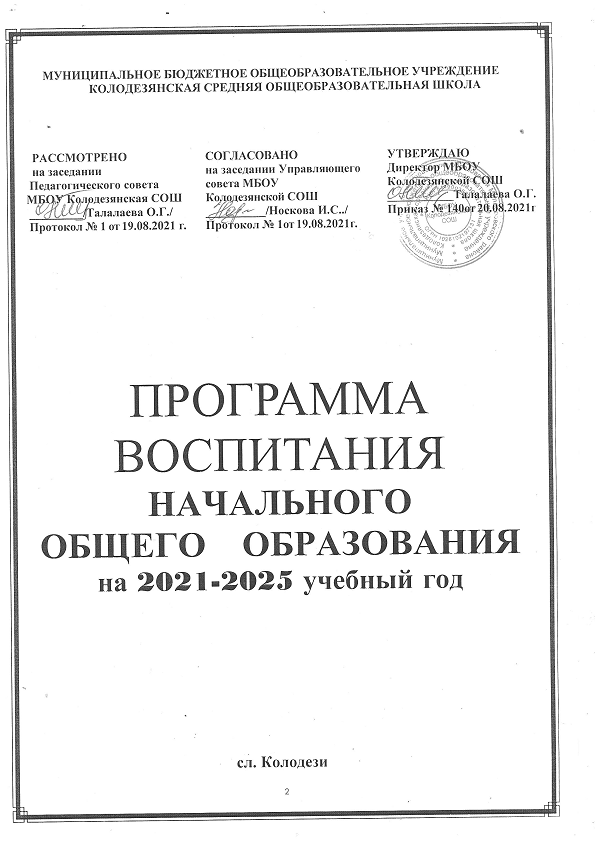 МУНИЦИПАЛЬНОЕ БЮДЖЕТНОЕ ОБЩЕОБРАЗОВАТЕЛЬНОЕ УЧРЕЖДЕНИЕ
КОЛОДЕЗЯНСКАЯ СРЕДНЯЯ ОБЩЕОБРАЗОВАТЕЛЬНАЯ ШКОЛА
РАССМОТРЕНО
на заседании
Педагогического совета
МБОУ Колодезянская СОШ
Талалаева О.Г./
Протокол № 1 от 19.08.2021 г.
СОГЛАСОВАНО
на заседании Управляющего
совета МБОУ
Колодезянской СОШ
/Носкова И.С../
Протокол № 1от 19.08.2021г.
УТВЕРЖДАЮ
Директор МБОУ
Колодезянской СОШ
Талалаева О.Г.
Приказ № 140от 20.08.2021г
ПРОГРАММА
ВОСПИТАНИЯ
НАЧАЛЬНОГО
ОБЩЕГО ОБРАЗОВАНИЯ
на 2021-2025 учебный год
сл. Колодези
2